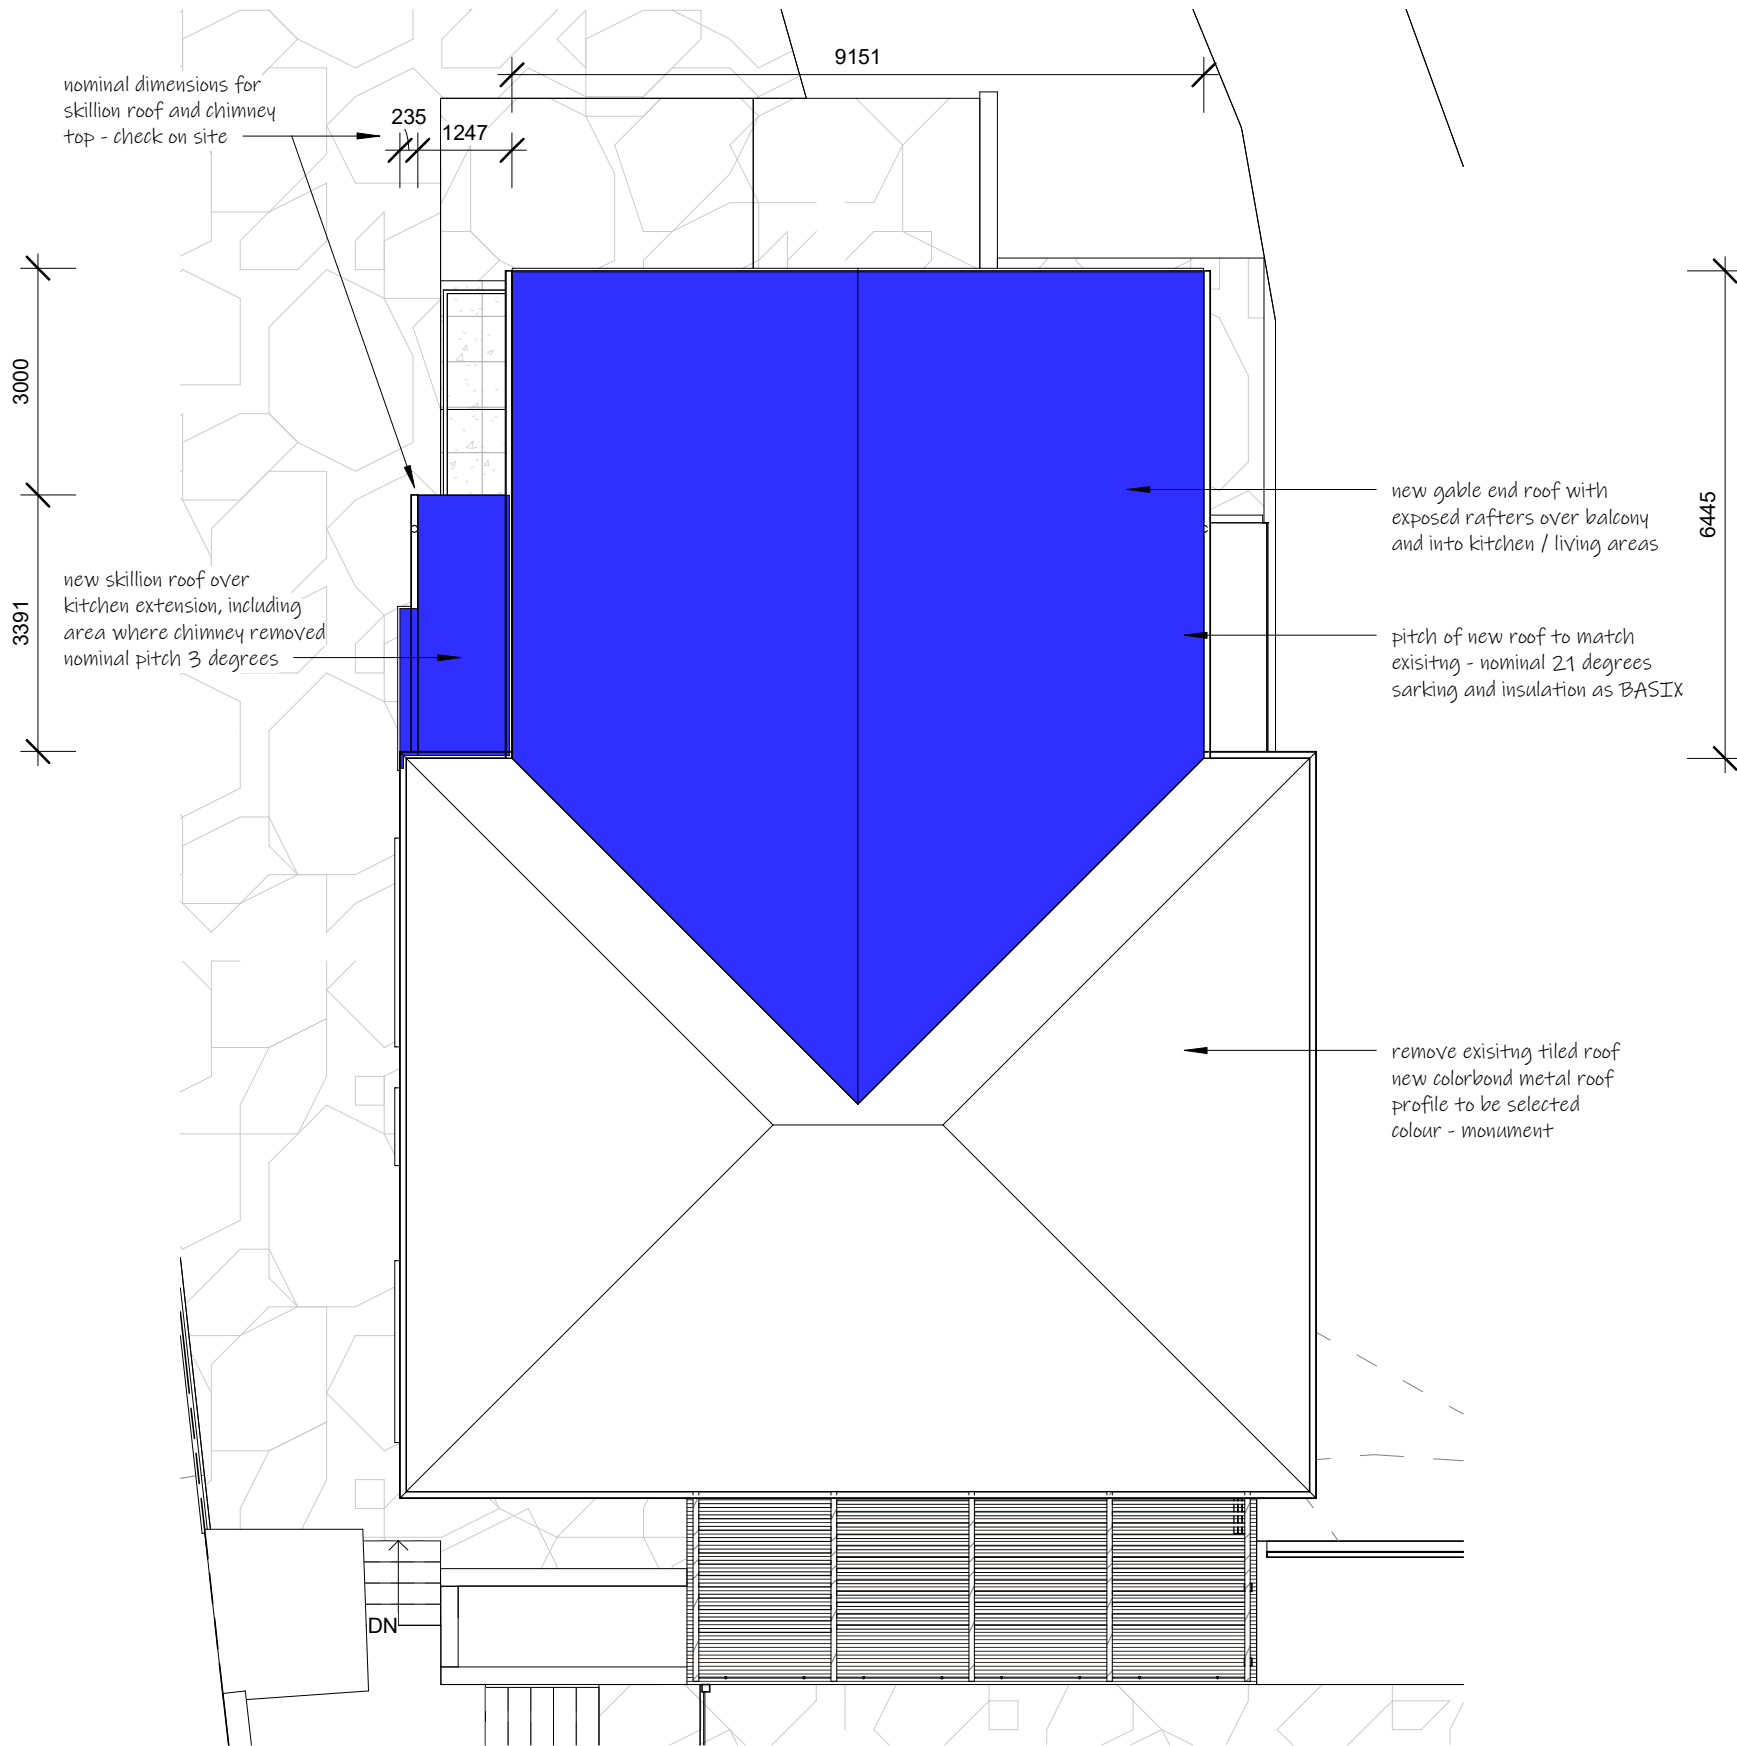 9151
nominal dimensions for
skillion roof and chimney
top - check on site
235
1247
3000
3391
new skillion roof over
kitchen extension, including
area where chimney removed
nominal pitch 3 degrees
new gable end roof with
exposed rafters over balcony
and into kitchen / living areas
6445
pitch of new roof to match
exisitng - nominal 21 degrees
sarking and insulation as BASIX
remove exisitng tiled roof
new colorbond metal roof
profile to be selected
colour - monument
DN